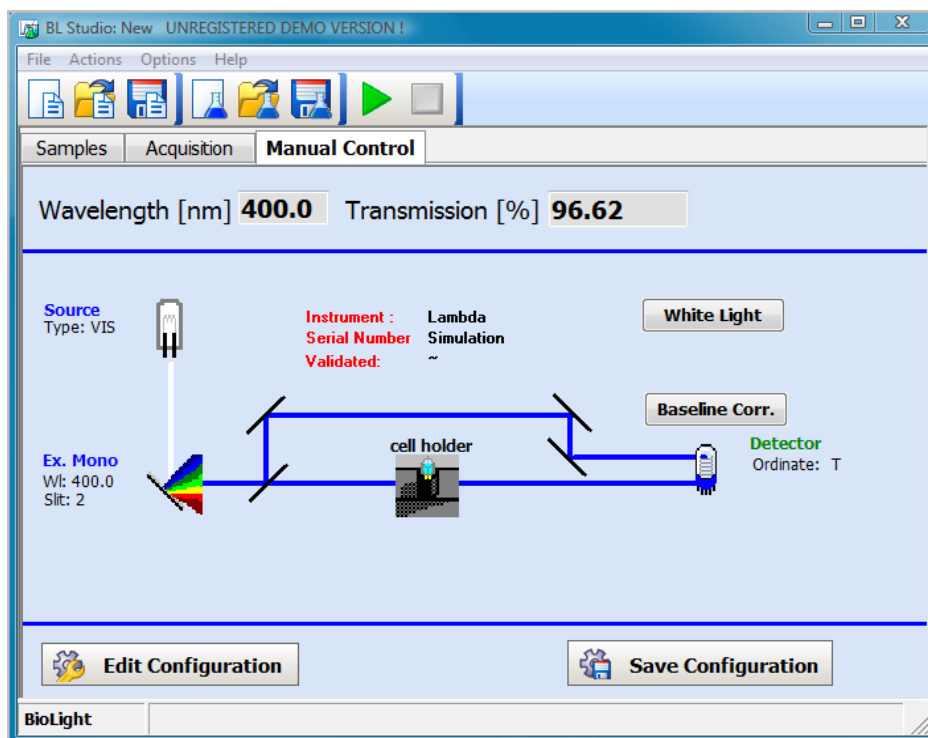 BL Studio: New   UNREGISTERED DEMO VERSION !
File Actions Options Help
Samples Acquisition Manual Control
Wavelength [nm] 400.0 Transmission [%] 96.62
Source
Type: VIS
Instrument : Lambda
Serial Number Simulation
Validated: ~
White Light
Baseline Corr.
Ex. Mono
Wl: 400.0
Slit: 2
cell holder
Detector
Ordinate: T
Edit Configuration
Save Configuration
BioLight